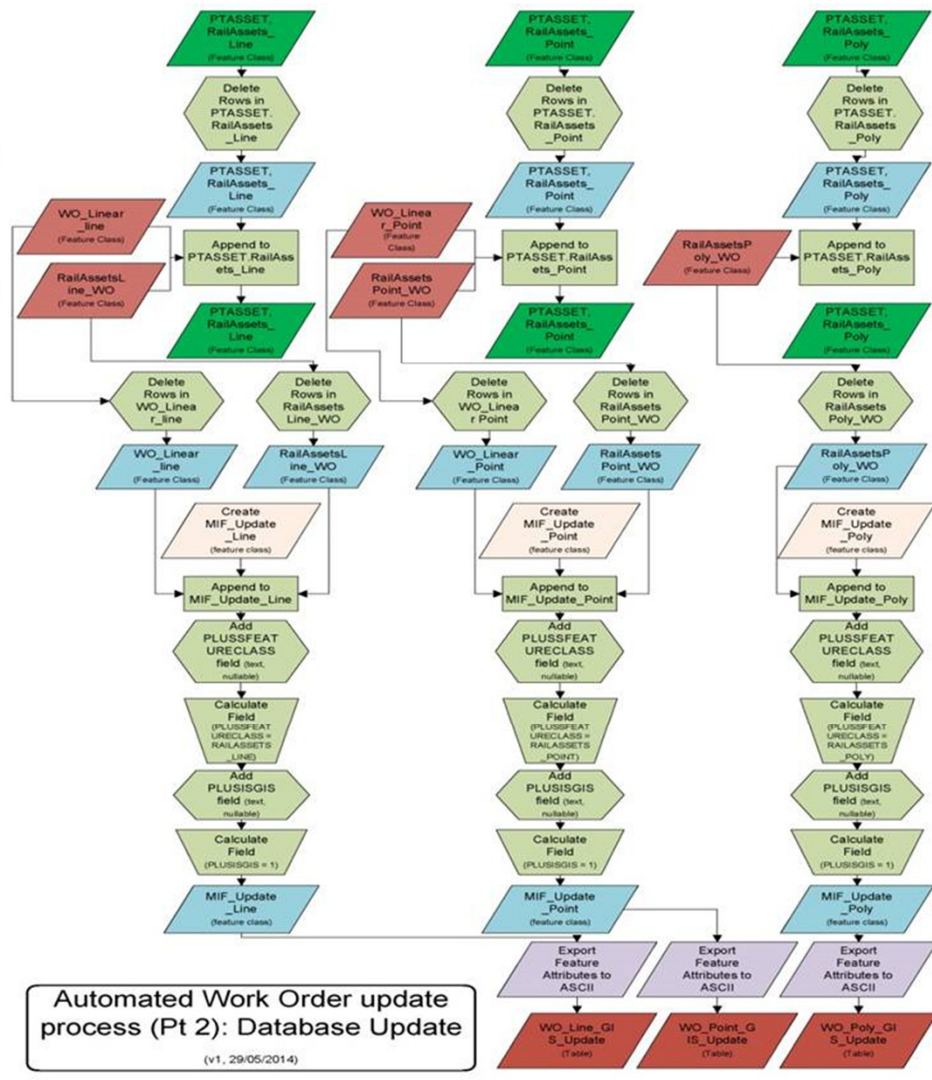 PTASSET,
RailAssets_
Line
(Feature Class)
PTASSET,
RailAssets_
Point
(Feature Class)
PTASSET,
RailAssets_
Poly
(Feature Class)
Delete
Rows in
PTASSET.
RailAssets
_Line
Delete
Rows in
PTASSET.
RailAssets
_Point
Delete
Rows in
PTASSET.
RailAssets
_Poly
PTASSET,
RailAssets_
Line
(Feature Class)
PTASSET,
RailAssets_
Point
(Feature Class)
PTASSET,
RailAssets_
Poly
(Feature Class)
WO_Linear
_line
(Feature Class)
Append to
PTASSET.RailAss
ets_Line
WO_Linea
r_Point
(Feature
Class)
Append to
PTASSET.RailAss
ets_Point
RailAssetsP
oly_WO
(Feature Class)
Append to
PTASSET.RailAss
ets_Poly
RailAssetsL
ine_WO
(Feature Class)
RailAssets
Point_WO
(Feature Class)
PTASSET,
RailAssets_
Line
(Feature Class)
PTASSET,
RailAssets_
Point
(Feature Class)
PTASSET,
RailAssets_
Poly
(Feature Class)
Delete
Rows in
WO_Linea
r_line
Delete
Rows in
RailAssets
Line_WO
Delete
Rows in
WO_Linea
r Point
Delete
Rows in
RailAssets
Point_WO
Delete
Rows in
RailAssets
Poly_WO
WO_Linear
_line
(Feature Class)
RailAssetsL
ine_WO
(Feature Class)
WO_Linear
_Point
(Feature Class)
RailAssets
Point_WO
(Feature Class)
RailAssetsP
oly_WO
(Feature Class)
Create
MIF_Update
_Line
(feature class)
Create
MIF_Update
_Point
(feature class)
Create
MIF_Update
_Poly
(feature class)
Append to
MIF_Update_Line
Append to
MIF_Update_Point
Append to
MIF_Update_Poly
Add
PLUSSFEAT
URECLASS
field (text,
nullable)
Add
PLUSSFEAT
URECLASS
field (text,
nullable)
Add
PLUSSFEAT
URECLASS
field (text,
nullable)
Calculate
Field
(PLUSSFEAT
URECLASS =
RAILASSETS
_LINE)
Calculate
Field
(PLUSSFEAT
URECLASS =
RAILASSETS
_POINT)
Calculate
Field
(PLUSSFEAT
URECLASS =
RAILASSETS
_POLY)
Add
PLUSISGIS
field (text,
nullable)
Add
PLUSISGIS
field (text,
nullable)
Add
PLUSISGIS
field (text,
nullable)
Calculate
Field
(PLUSISGIS = 1)
Calculate
Field
(PLUSISGIS = 1)
Calculate
Field
(PLUSISGIS = 1)
MIF_Update
_Line
(feature class)
MIF_Update
_Point
(feature class)
MIF_Update
_Poly
(feature class)
Export
Feature
Attributes to
ASCII
Export
Feature
Attributes to
ASCII
Export
Feature
Attributes to
ASCII
WO_Line_GI
S_Update
(Table)
WO_Point_G
IS_Update
(Table)
WO_Poly_GI
S_Update
(Table)
Automated Work Order update
process (Pt 2): Database Update
(v1, 29/05/2014)